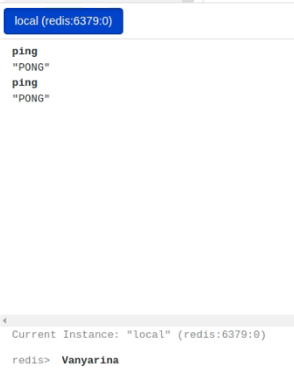 local (redis:6379:0)
ping
"PONG"
ping
"PONG"
Current Instance: "local" (redis:6379:0)
redis> Vanyarina